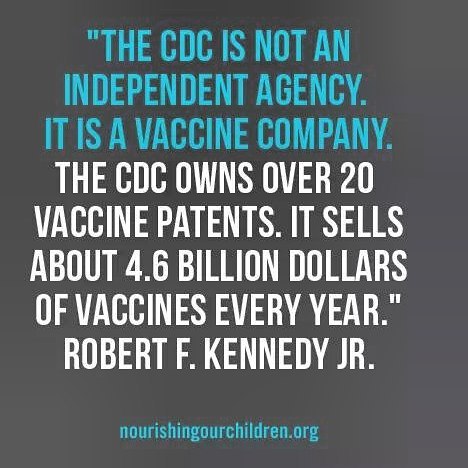 "THE CDC IS NOT AN
INDEPENDENT AGENCY.
IT IS A VACCINE COMPANY.
THE CDC OWNS OVER 20
VACCINE PATENTS. IT SELLS
ABOUT 4.6 BILLION DOLLARS
OF VACCINES EVERY YEAR."
ROBERT F. KENNEDY JR.
nourishingourchildren.org